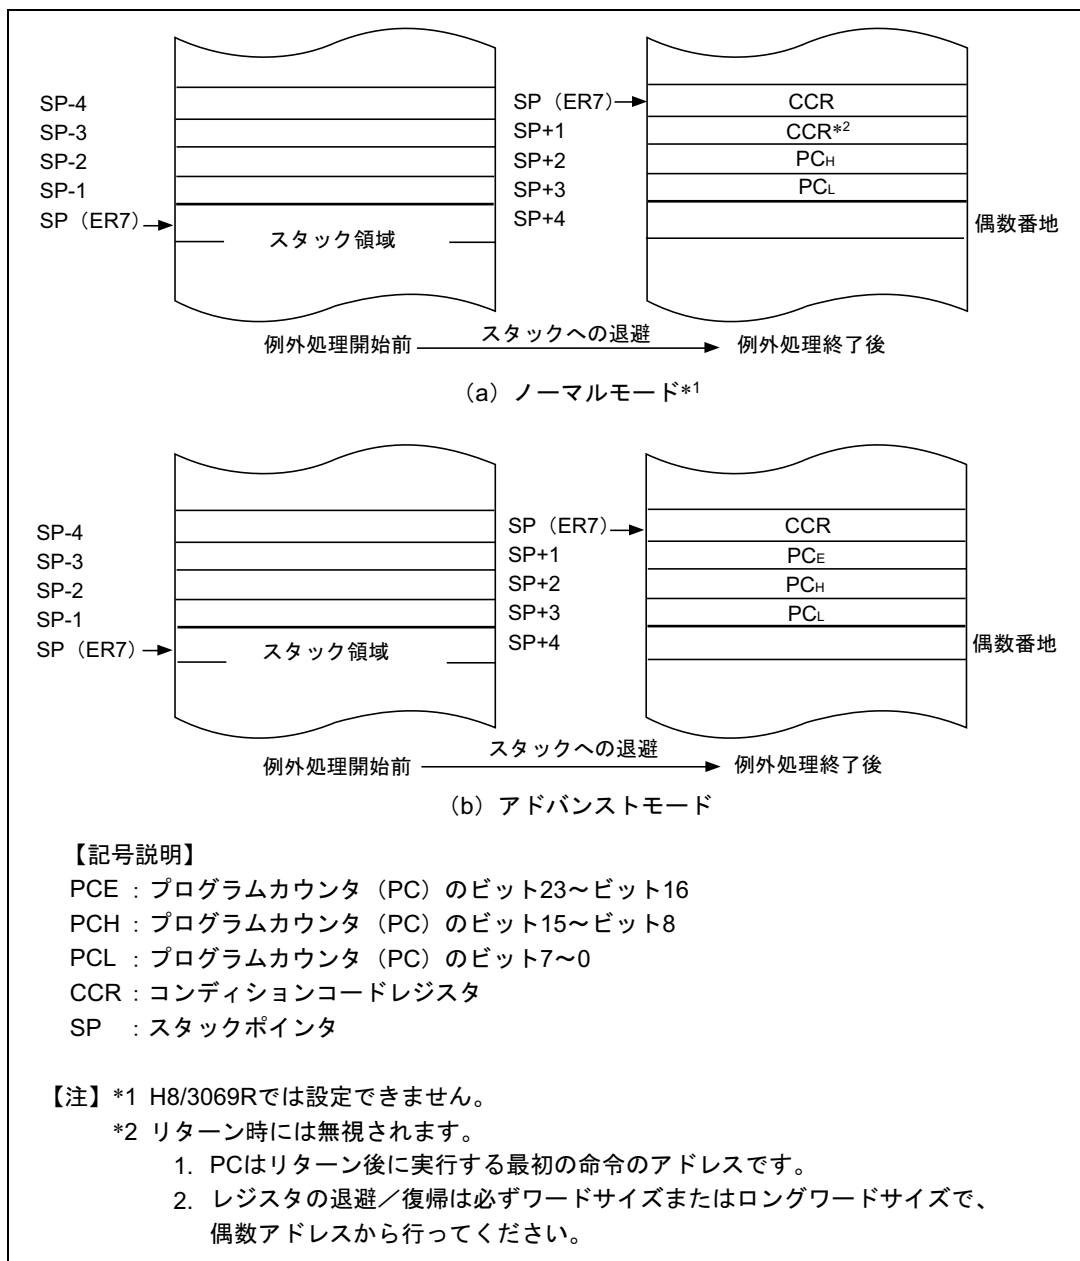 SP-4
SP-3
SP-2
SP-1
SP（ER7）
スタック領域
SP（ER7）
SP+1
SP+2
SP+3
SP+4
CCR
CCR*2
PCH
PCL
偶数番地
例外処理開始前
スタックへの退避
例外処理終了後
（a）ノーマルモード*1
SP-4
SP-3
SP-2
SP-1
SP（ER7）
スタック領域
SP（ER7）
SP+1
SP+2
SP+3
SP+4
CCR
PCE
PCH
PCL
偶数番地
例外処理開始前
スタックへの退避
例外処理終了後
（b）アドバンストモード
【記号説明】
PCE：プログラムカウンタ（PC）のビット23～ビット16
PCH：プログラムカウンタ（PC）のビット15～ビット8
PCL：プログラムカウンタ（PC）のビット7～0
CCR：コンディションコードレジスタ
SP：スタックポインタ
【注】*1 H8/3069Rでは設定できません。
*2 リターン時には無視されます。
1. PCはリターン後に実行する最初の命令のアドレスです。
2. レジスタの退避／復帰は必ずワードサイズまたはロングワードサイズで、
偶数アドレスから行ってください。